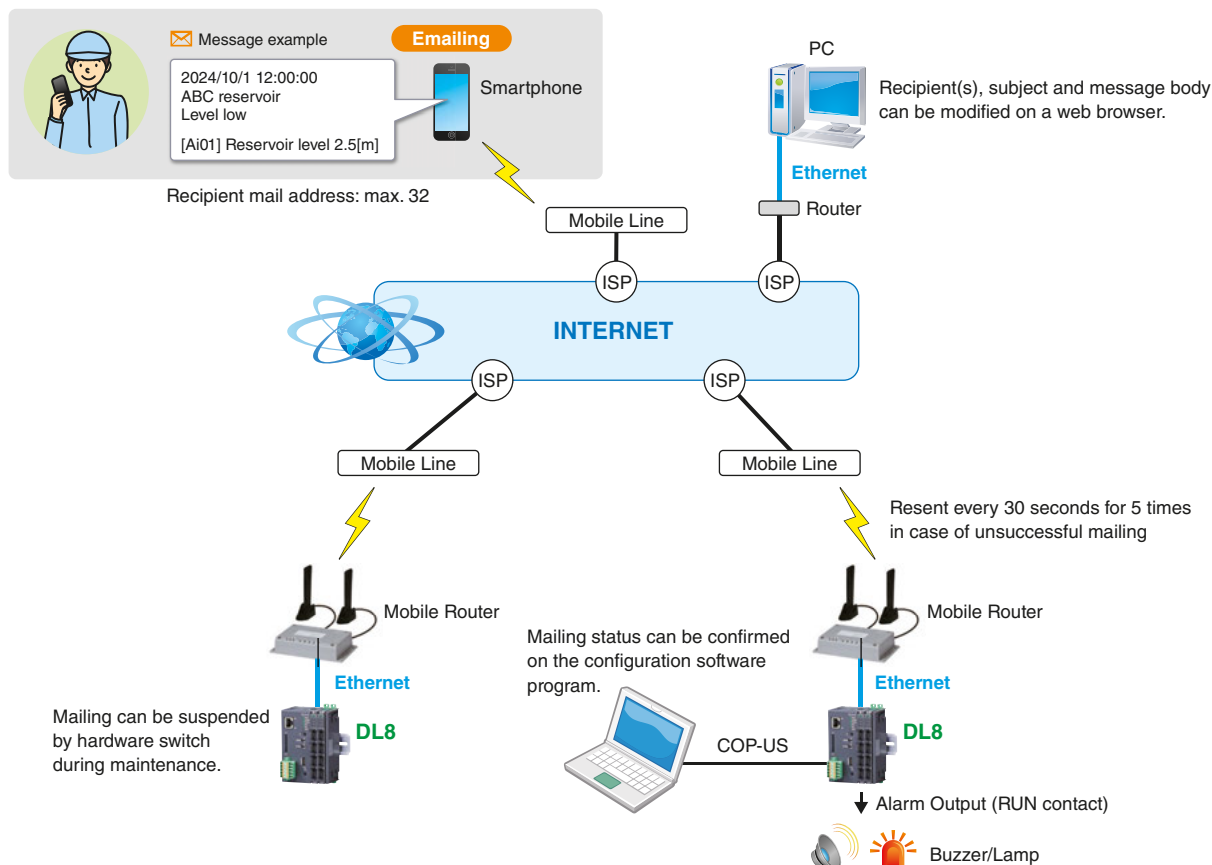 Message example
Emailing
2024/10/1 12:00:00
ABC reservoir
Level low
[Ai01] Reservoir level 2.5[m]
Smartphone
Recipient mail address: max. 32
PC
Recipient(s), subject and message body
can be modified on a web browser.
Ethernet
Router
Mobile Line
ISP
ISP
INTERNET
ISP
ISP
Mobile Line
Mobile Line
Resent every 30 seconds for 5 times
in case of unsuccessful mailing
Mobile Router
Ethernet
DL8
Mailing can be suspended
by hardware switch
during maintenance.
Mailing status can be confirmed
on the configuration software
program.
COP-US
Mobile Router
Ethernet
DL8
Alarm Output (RUN contact)
Buzzer/Lamp